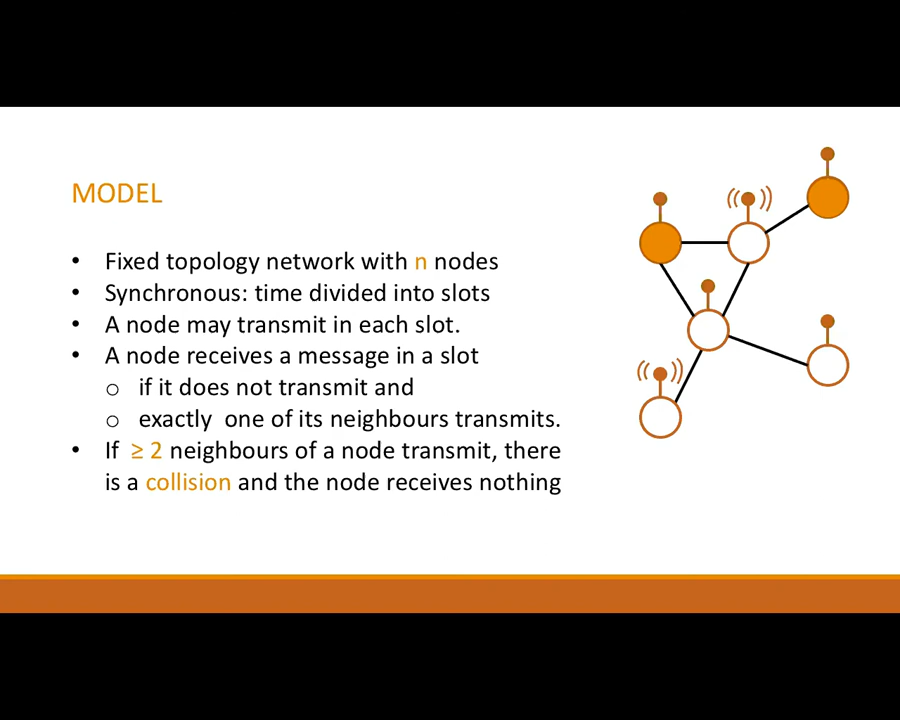 MODEL
• Fixed topology network with n nodes
• Synchronous: time divided into slots
• A node may transmit in each slot.
• A node receives a message in a slot
o if it does not transmit and
o exactly one of its neighbours transmits.
• If ≥ 2 neighbours of a node transmit, there
is a collision and the node receives nothing